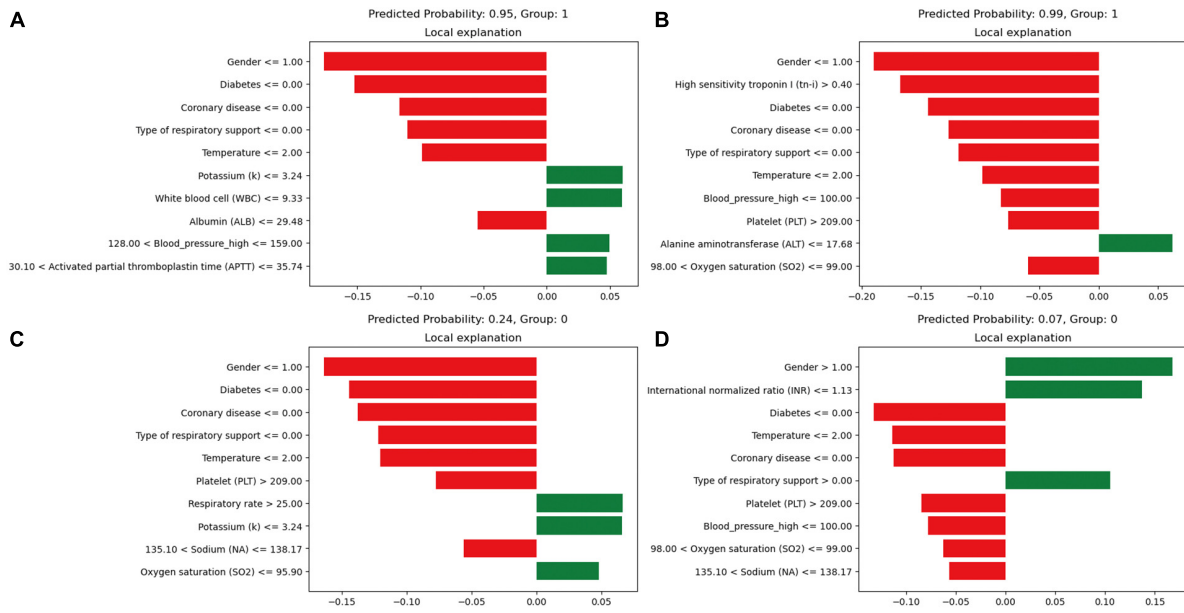 A
Predicted Probability: 0.95, Group: 1
Local explanation
Gender <= 1.00
Diabetes <= 0.00
Coronary disease <= 0.00
Type of respiratory support <= 0.00
Temperature <= 2.00
Potassium (k) <= 3.24
White blood cell (WBC) <= 9.33
Albumin (ALB) <= 29.48
128.00 < Blood_pressure_high <= 159.00
30.10 < Activated partial thromboplastin time (APTT) <= 35.74
−0.15 −0.10 −0.05 0.00 0.05
B
Predicted Probability: 0.99, Group: 1
Local explanation
Gender <= 1.00
High sensitivity troponin I (tn-i) > 0.40
Diabetes <= 0.00
Coronary disease <= 0.00
Type of respiratory support <= 0.00
Temperature <= 2.00
Blood_pressure_high <= 100.00
Platelet (PLT) > 209.00
Alanine aminotransferase (ALT) <= 17.68
98.00 < Oxygen saturation (SO2) <= 99.00
−0.20 −0.15 −0.10 −0.05 0.00 0.05
C
Predicted Probability: 0.24, Group: 0
Local explanation
Gender <= 1.00
Diabetes <= 0.00
Coronary disease <= 0.00
Type of respiratory support <= 0.00
Temperature <= 2.00
Platelet (PLT) > 209.00
Respiratory rate > 25.00
Potassium (k) <= 3.24
135.10 < Sodium (NA) <= 138.17
Oxygen saturation (SO2) <= 95.90
−0.15 −0.10 −0.05 0.00 0.05
D
Predicted Probability: 0.07, Group: 0
Local explanation
Gender > 1.00
International normalized ratio (INR) <= 1.13
Diabetes <= 0.00
Temperature <= 2.00
Coronary disease <= 0.00
Type of respiratory support > 0.00
Platelet (PLT) > 209.00
Blood_pressure_high <= 100.00
98.00 < Oxygen saturation (SO2) <= 99.00
135.10 < Sodium (NA) <= 138.17
−0.10 −0.05 0.00 0.05 0.10 0.15